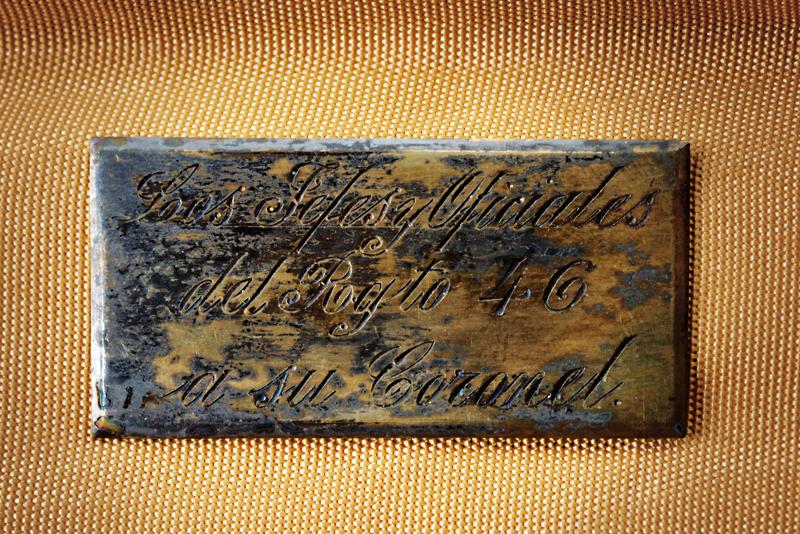 Los Jefes y Oficiales
del Rgto 46
a su Coronel.